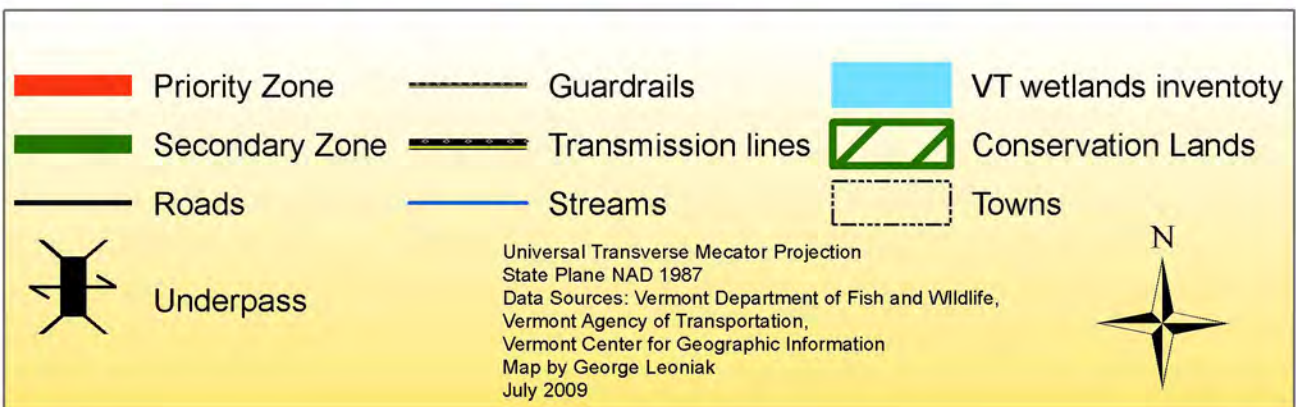 Priority Zone
Secondary Zone
Roads
Underpass
Guardrails
Transmission lines
Streams
VT wetlands inventoty
Conservation Lands
Towns
Universal Transverse Mecator Projection
State Plane NAD 1987
Data Sources: Vermont Department of Fish and WIldlife,
Vermont Agency of Transportation,
Vermont Center for Geographic Information
Map by George Leoniak
July 2009
N